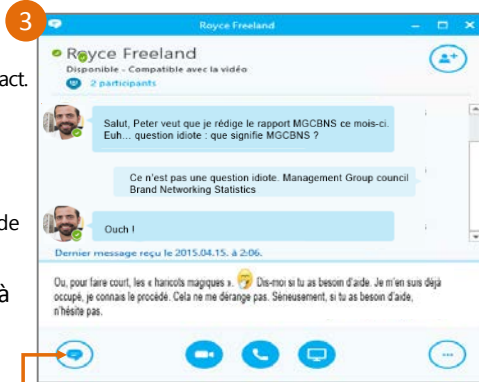 3
Royce Freeland
Royce Freeland
Disponible - Compatible avec la vidéo
2 participants
act.
Salut, Peter veut que je rédige le rapport MGCBNS ce mois-ci.
Euh... question idiote : que signifie MGCBNS ?
Ce n'est pas une question idiote. Management Group council
Brand Networking Statistics
de
Ouch !
Dernier message reçu le 2015.04.15. à 2:06.
à
Ou, pour faire court, les « haricots magiques ». Dis-moi si tu as besoin d'aide. Je m'en suis déjà
occupé, je connais le procédé. Cela ne me dérange pas. Sérieusement, si tu as besoin d'aide,
n'hésite pas.